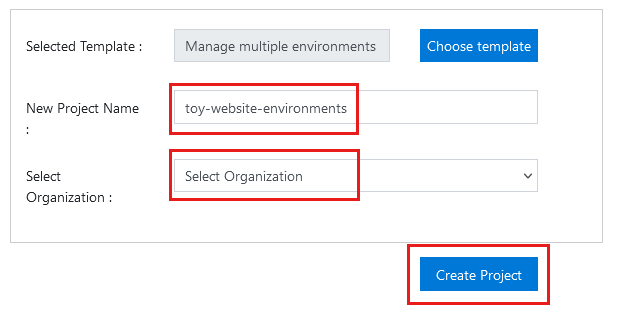 Selected Template : Manage multiple environments Choose template
New Project Name : toy-website-environments
Select Organization : Select Organization
Create Project